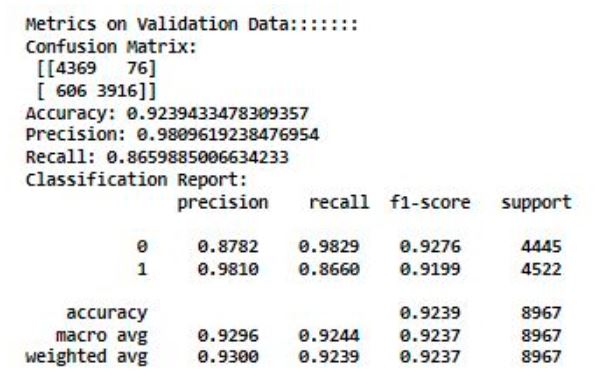 Metrics on Validation Data:::::::
Confusion Matrix:
[[4369 76]
[ 606 3916]]
Accuracy: 0.9239433478309357
Precision: 0.9809619238476954
Recall: 0.8659885006634233
Classification Report:
precision recall f1-score support
0 0.8782 0.9829 0.9276 4445
1 0.9810 0.8660 0.9199 4522
accuracy 0.9239 8967
macro avg 0.9296 0.9244 0.9237 8967
weighted avg 0.9300 0.9239 0.9237 8967